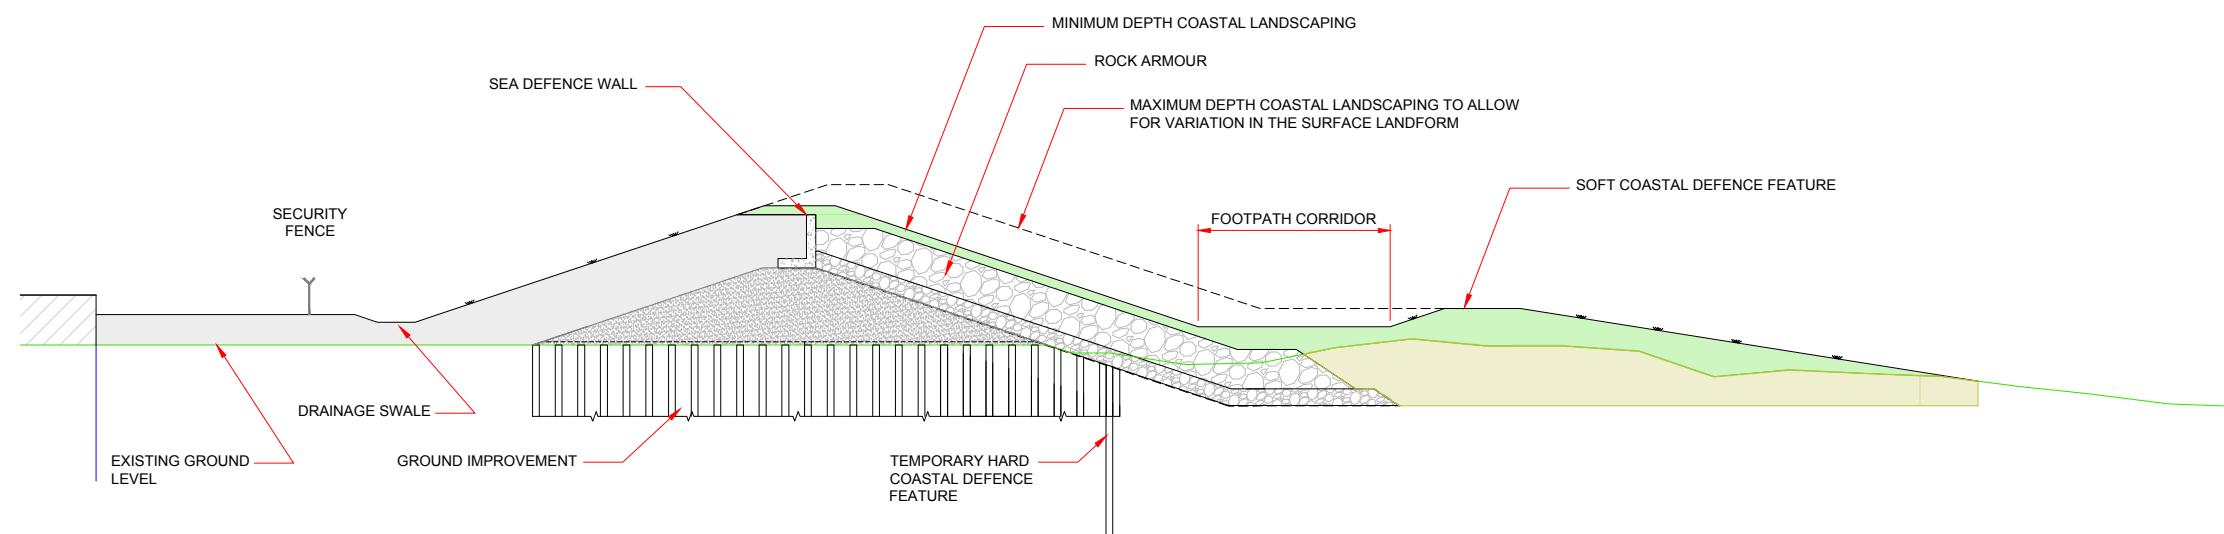 MINIMUM DEPTH COASTAL LANDSCAPING
ROCK ARMOUR
SEA DEFENCE WALL
MAXIMUM DEPTH COASTAL LANDSCAPING TO ALLOW
FOR VARIATION IN THE SURFACE LANDFORM
SOFT COASTAL DEFENCE FEATURE
SECURITY
FENCE
FOOTPATH CORRIDOR
DRAINAGE SWALE
EXISTING GROUND
LEVEL
GROUND IMPROVEMENT
TEMPORARY HARD
COASTAL DEFENCE
FEATURE